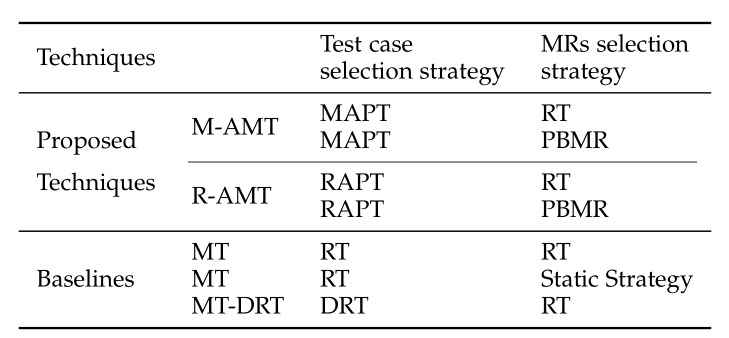 Techniques Test case selection strategy MRs selection strategy
Proposed Techniques M-AMT MAPT RT
MAPT PBMR
R-AMT RAPT RT
RAPT PBMR
Baselines MT RT RT
MT RT Static Strategy
MT-DRT DRT RT